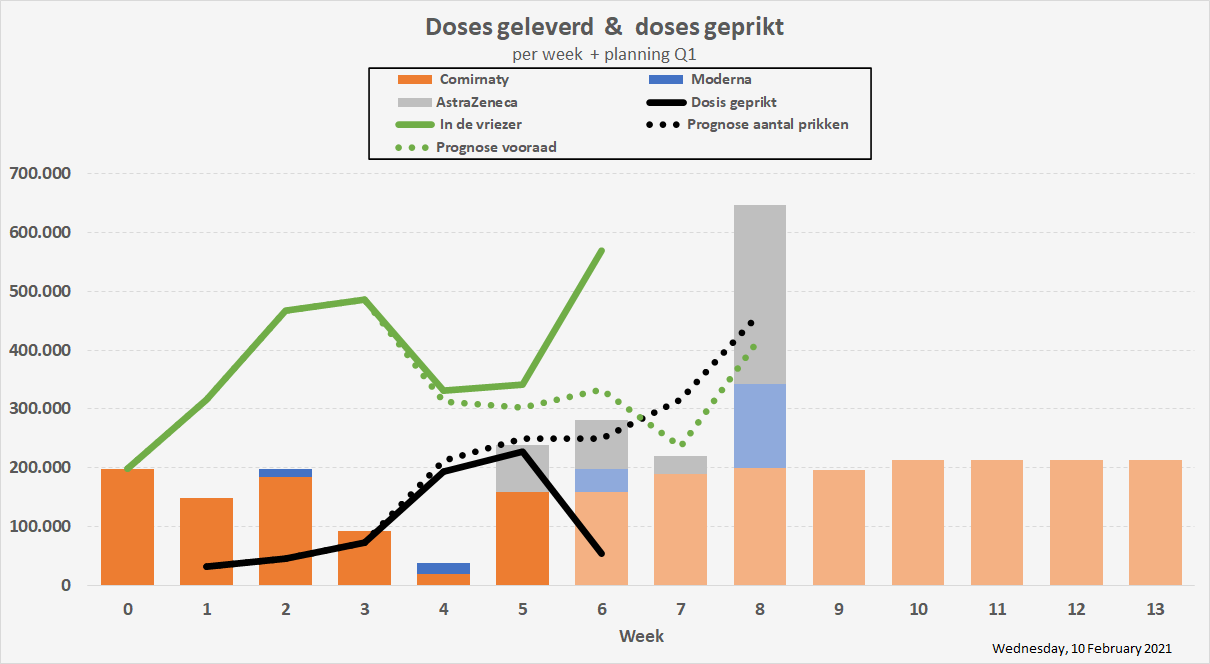 Doses geleverd & doses geprikt
per week + planning Q1
Comirnaty Moderna
AstraZeneca Dosis geprikt
In de vriezer Prognose aantal prikken
Prognose vooraad
700.000
600.000
500.000
400.000
300.000
200.000
100.000
0
0 1 2 3 4 5 6 7 8 9 10 11 12 13
Week
Wednesday, 10 February 2021